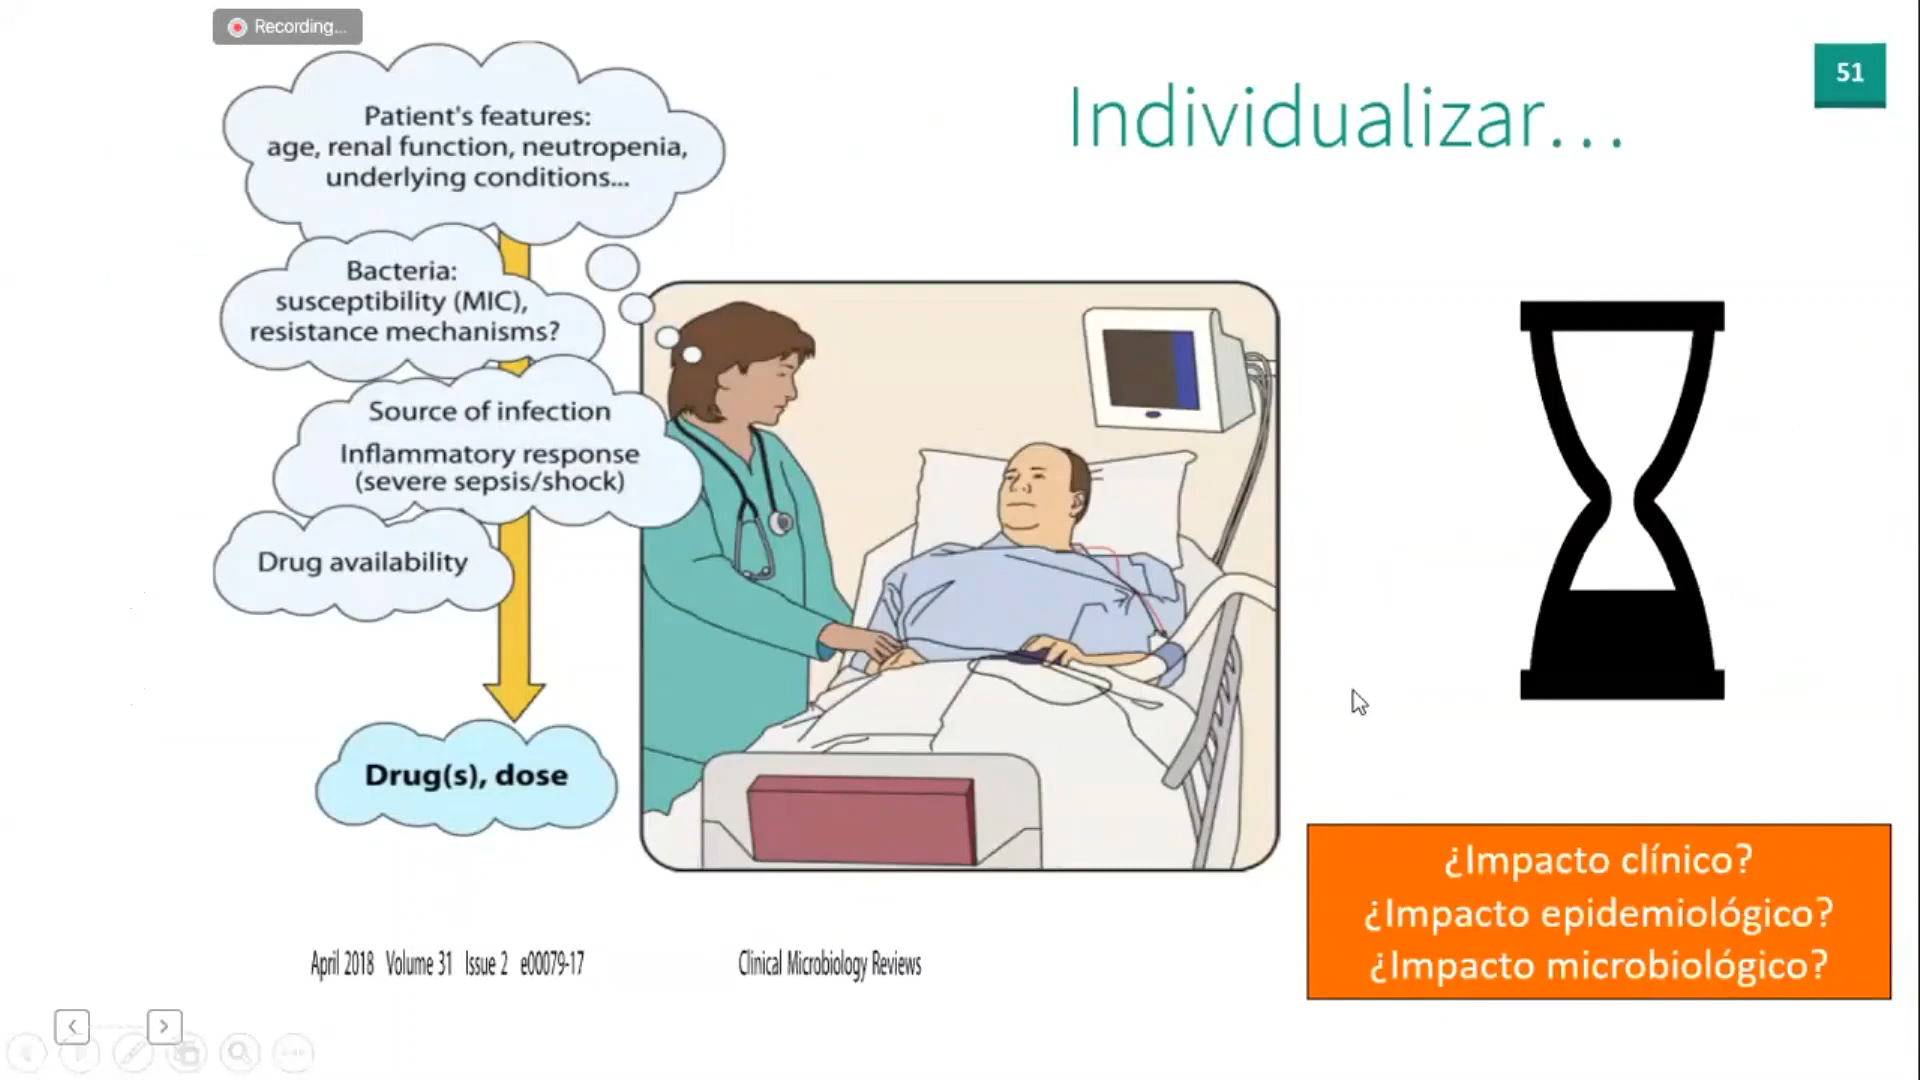 Recording...
51
Individualizar...
Patient's features:
age, renal function, neutropenia,
underlying conditions...
Bacteria:
susceptibility (MIC),
resistance mechanisms?
Source of infection
Inflammatory response
(severe sepsis/shock)
Drug availability
Drug(s), dose
¿Impacto clínico?
¿Impacto epidemiológico?
¿Impacto microbiológico?
April 2018 Volume 31 Issue 2 e00079-17
Clinical Microbiology Reviews